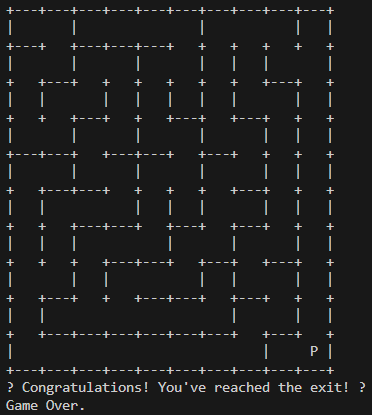 P
? Congratulations! You've reached the exit! ?
Game Over.